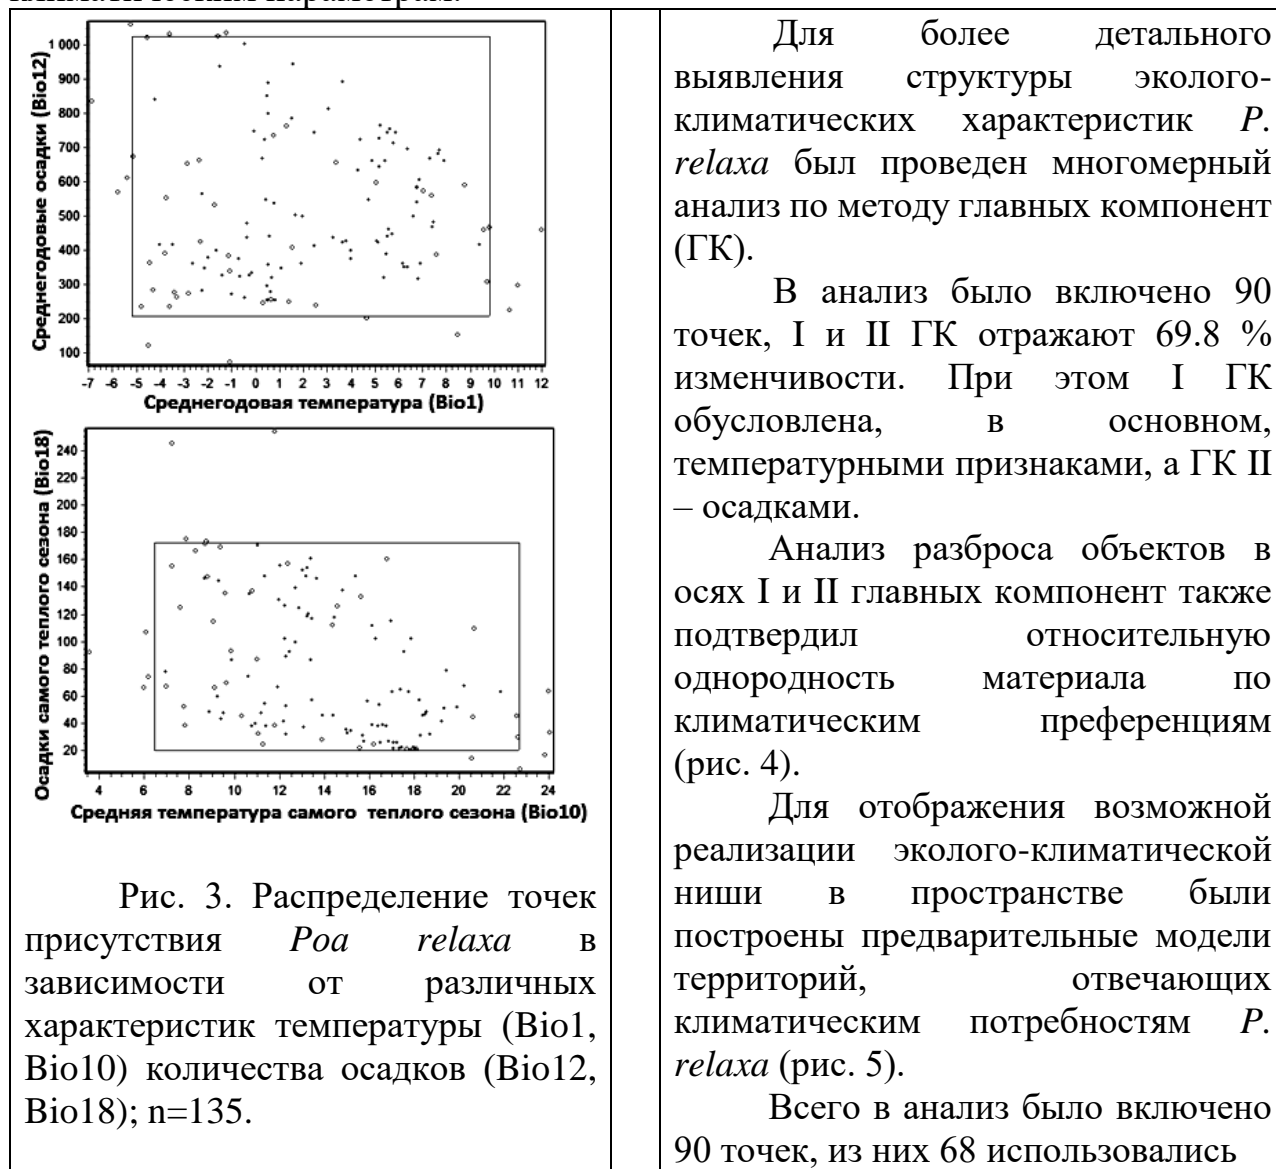 климатическим параметрам.
1 000
900
800
700
600
500
400
300
200
100
Среднегодовые осадки (Bio12)
-7 -6 -5 -4 -3 -2 -1 0 1 2 3 4 5 6 7 8 9 10 11 12
Среднегодовая температура (Bio1)
240
220
200
180
160
140
120
100
80
60
40
20
Осадки самого теплого сезона (Bio18)
4 6 8 10 12 14 16 18 20 22 24
Средняя температура самого теплого сезона (Bio10)
Рис. 3. Распределение точек
присутствия Poa relaxa в
зависимости от различных
характеристик температуры (Bio1,
Bio10) количества осадков (Bio12,
Bio18); n=135.
Для более детального
выявления структуры эколого-
климатических характеристик P.
relaxa был проведен многомерный
анализ по методу главных компонент
(ГК).
В анализ было включено 90
точек, I и II ГК отражают 69.8 %
изменчивости. При этом I ГК
обусловлена, в основном,
температурными признаками, а ГК II
– осадками.
Анализ разброса объектов в
осях I и II главных компонент также
подтвердил относительную
однородность материала по
климатическим преференциям
(рис. 4).
Для отображения возможной
реализации эколого-климатической
ниши в пространстве были
построены предварительные модели
территорий, отвечающих
климатическим потребностям P.
relaxa (рис. 5).
Всего в анализ было включено
90 точек, из них 68 использовались